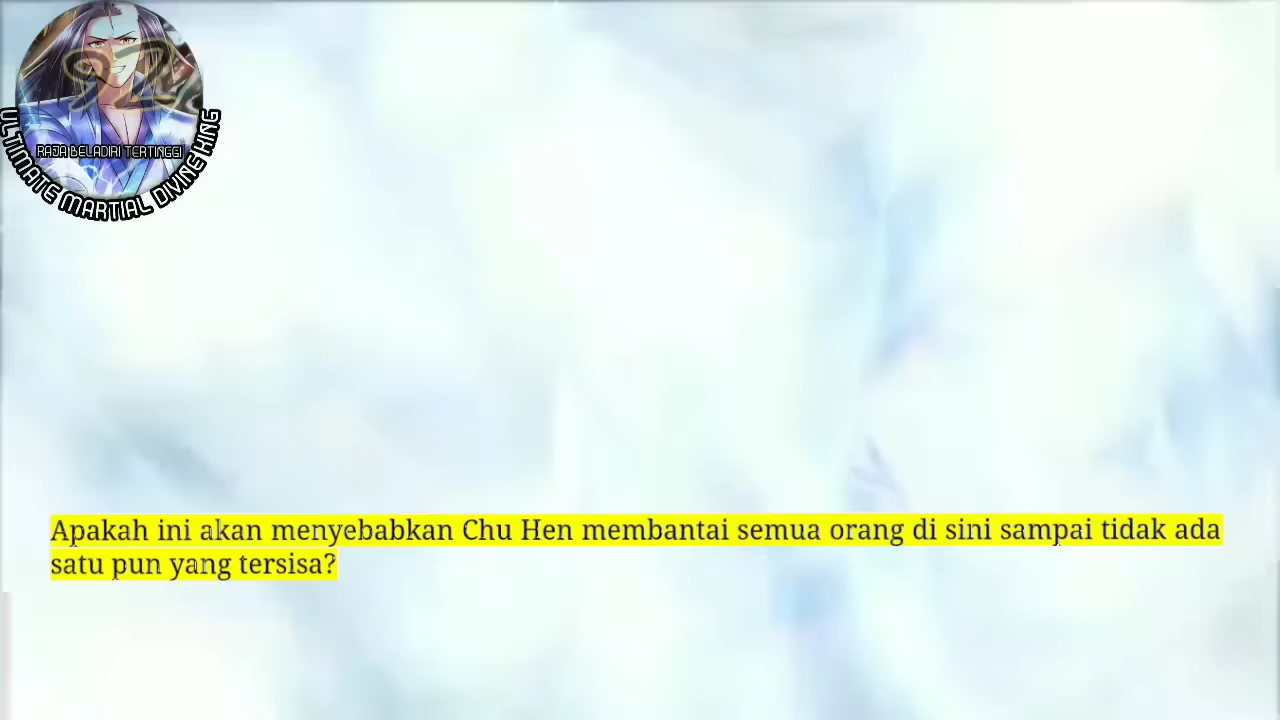 RAJA BELADIRI TERTINGGI
ULTIMATE MARTIAL DIVINE KING
Apakah ini akan menyebabkan Chu Hen membantai semua orang di sini sampai tidak ada
satu pun yang tersisa?